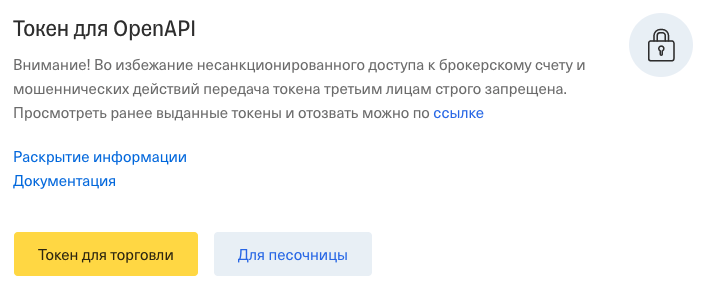 Токен для OpenAPI
Внимание! Во избежание несанкционированного доступа к брокерскому счету и
мошеннических действий передача токена третьим лицам строго запрещена.
Просмотреть ранее выданные токены и отозвать можно по ссылке
Раскрытие информации
Документация
Токен для торговли
Для песочницы